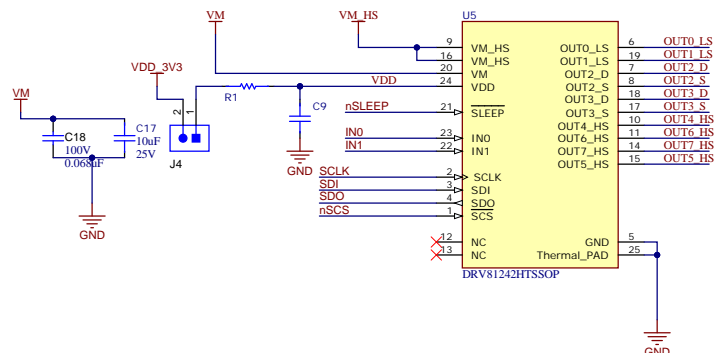 U5
VM
VM_HS
9 VM_HS OUT0_LS 6 OUT0_LS
16 VM_HS OUT1_LS 19 OUT1_LS
20 VM OUT2_D 7 OUT2_D
VDD 24 VDD OUT2_S 8 OUT2_S
OUT3_D 18 OUT3_D
nSLEEP 21 SLEEP OUT3_S 17 OUT3_S
OUT4_HS 10 OUT4_HS
IN0 23 IN0 OUT6_HS 11 OUT6_HS
IN1 22 IN1 OUT7_HS 14 OUT7_HS
OUT5_HS 15 OUT5_HS
SCLK 2 SCLK
SDI 3 SDI
SDO 4 SDO
nSCS 1 SCS
12 NC GND 5
13 NC Thermal_PAD 25
DRV81242HTSSOP
GND
VDD_3V3
R1
2 1
J4
C9
GND
VM
C18
100V
0.068uF
C17
10uF
25V
GND